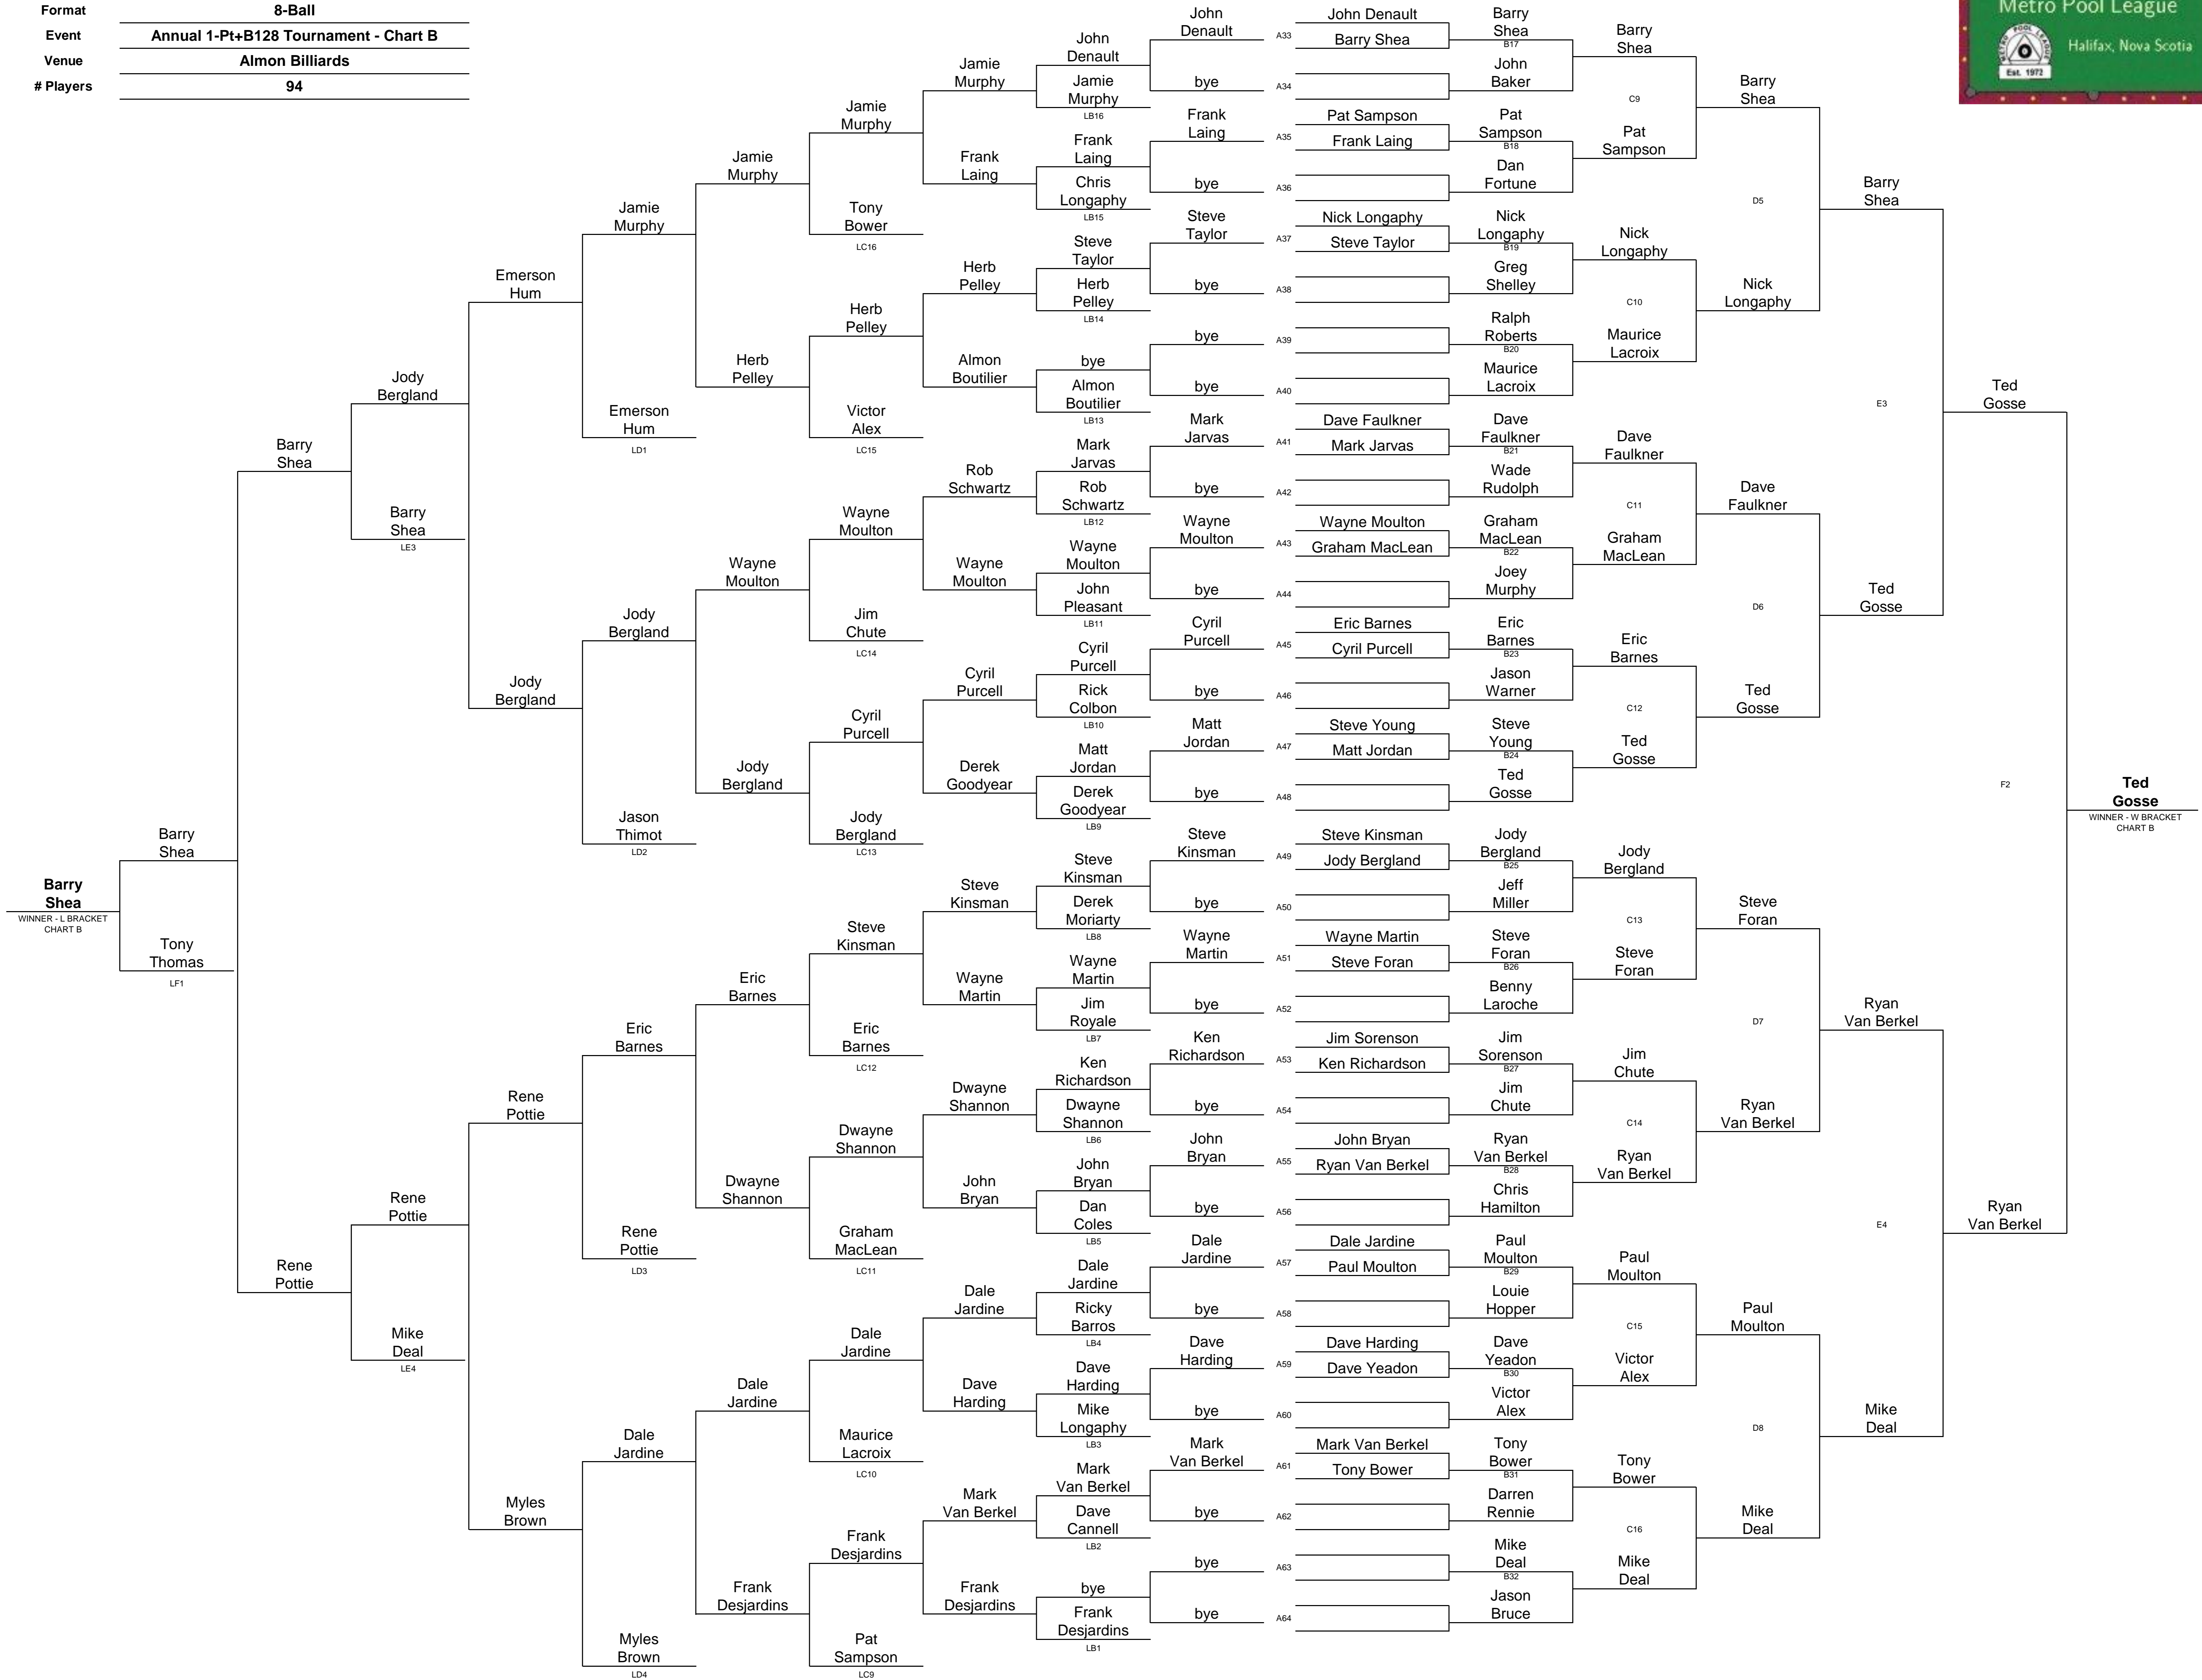 Format 8-Ball
Event Annual 1-Pt+B128 Tournament - Chart B
Venue Almon Billiards
# Players 94
Metro Pool League
METRO POOL LEAGUE
Halifax, Nova Scotia
Est. 1972
Barry
Shea
WINNER - L BRACKET
CHART B
Barry
Shea
Tony
Thomas
LF1
Barry
Shea
Rene
Pottie
Jody
Bergland
Barry
Shea
LE3
Rene
Pottie
Mike
Deal
LE4
Emerson
Hum
Jody
Bergland
Rene
Pottie
Myles
Brown
Jamie
Murphy
Emerson
Hum
LD1
Jody
Bergland
Jason
Thimot
LD2
Eric
Barnes
Rene
Pottie
LD3
Dale
Jardine
Myles
Brown
LD4
Jamie
Murphy
Herb
Pelley
Wayne
Moulton
Jody
Bergland
Eric
Barnes
Dwayne
Shannon
Dale
Jardine
Frank
Desjardins
Jamie
Murphy
Tony
Bower
LC16
Herb
Pelley
Victor
Alex
LC15
Wayne
Moulton
Jim
Chute
LC14
Cyril
Purcell
Jody
Bergland
LC13
Steve
Kinsman
Eric
Barnes
LC12
Dwayne
Shannon
Graham
MacLean
LC11
Dale
Jardine
Maurice
Lacroix
LC10
Frank
Desjardins
Pat
Sampson
LC9
Jamie
Murphy
Frank
Laing
Herb
Pelley
Almon
Boutilier
Rob
Schwartz
Wayne
Moulton
Cyril
Purcell
Derek
Goodyear
Steve
Kinsman
Wayne
Martin
Dwayne
Shannon
John
Bryan
Dale
Jardine
Dave
Harding
Mark
Van Berkel
Frank
Desjardins
John
Denault
Jamie
Murphy
LB16
Frank
Laing
Chris
Longaphy
LB15
Steve
Taylor
Herb
Pelley
LB14
bye
Almon
Boutilier
LB13
Mark
Jarvas
Rob
Schwartz
LB12
Wayne
Moulton
John
Pleasant
LB11
Cyril
Purcell
Rick
Colbon
LB10
Matt
Jordan
Derek
Goodyear
LB9
Steve
Kinsman
Derek
Moriarty
LB8
Wayne
Martin
Jim
Royale
LB7
Ken
Richardson
Dwayne
Shannon
LB6
John
Bryan
Dan
Coles
LB5
Dale
Jardine
Ricky
Barros
LB4
Dave
Harding
Mike
Longaphy
LB3
Mark
Van Berkel
Dave
Cannell
LB2
bye
Frank
Desjardins
LB1
John
Denault
bye
Frank
Laing
bye
Steve
Taylor
bye
bye
bye
Mark
Jarvas
bye
Wayne
Moulton
bye
Cyril
Purcell
bye
Matt
Jordan
bye
Steve
Kinsman
bye
Wayne
Martin
bye
Ken
Richardson
bye
John
Bryan
bye
Dale
Jardine
bye
Dave
Harding
bye
Mark
Van Berkel
bye
bye
bye
John Denault
A33
Barry Shea
A34
Pat Sampson
A35
Frank Laing
A36
Nick Longaphy
A37
Steve Taylor
A38
A39
A40
Dave Faulkner
A41
Mark Jarvas
A42
Wayne Moulton
A43
Graham MacLean
A44
Eric Barnes
A45
Cyril Purcell
A46
Steve Young
A47
Matt Jordan
A48
Steve Kinsman
A49
Jody Bergland
A50
Wayne Martin
A51
Steve Foran
A52
Jim Sorenson
A53
Ken Richardson
A54
John Bryan
A55
Ryan Van Berkel
A56
Dale Jardine
A57
Paul Moulton
A58
Dave Harding
A59
Dave Yeadon
A60
Mark Van Berkel
A61
Tony Bower
A62
A63
A64
Barry
Shea
B17
John
Baker
Pat
Sampson
B18
Dan
Fortune
Nick
Longaphy
B19
Greg
Shelley
Ralph
Roberts
B20
Maurice
Lacroix
Dave
Faulkner
B21
Wade
Rudolph
Graham
MacLean
B22
Joey
Murphy
Eric
Barnes
B23
Jason
Warner
Steve
Young
B24
Ted
Gosse
Jody
Bergland
B25
Jeff
Miller
Steve
Foran
B26
Benny
Laroche
Jim
Sorenson
B27
Jim
Chute
Ryan
Van Berkel
B28
Chris
Hamilton
Paul
Moulton
B29
Louie
Hopper
Dave
Yeadon
B30
Victor
Alex
Tony
Bower
B31
Darren
Rennie
Mike
Deal
B32
Jason
Bruce
Barry
Shea
C9
Pat
Sampson
Nick
Longaphy
C10
Maurice
Lacroix
Dave
Faulkner
C11
Graham
MacLean
Eric
Barnes
C12
Ted
Gosse
Jody
Bergland
C13
Steve
Foran
Jim
Chute
C14
Ryan
Van Berkel
Paul
Moulton
C15
Victor
Alex
Tony
Bower
C16
Mike
Deal
Barry
Shea
D5
Nick
Longaphy
Dave
Faulkner
D6
Ted
Gosse
Steve
Foran
D7
Ryan
Van Berkel
Paul
Moulton
D8
Mike
Deal
Barry
Shea
E3
Ted
Gosse
Ryan
Van Berkel
E4
Mike
Deal
Ted
Gosse
F2
Ryan
Van Berkel
Ted
Gosse
WINNER - W BRACKET
CHART B